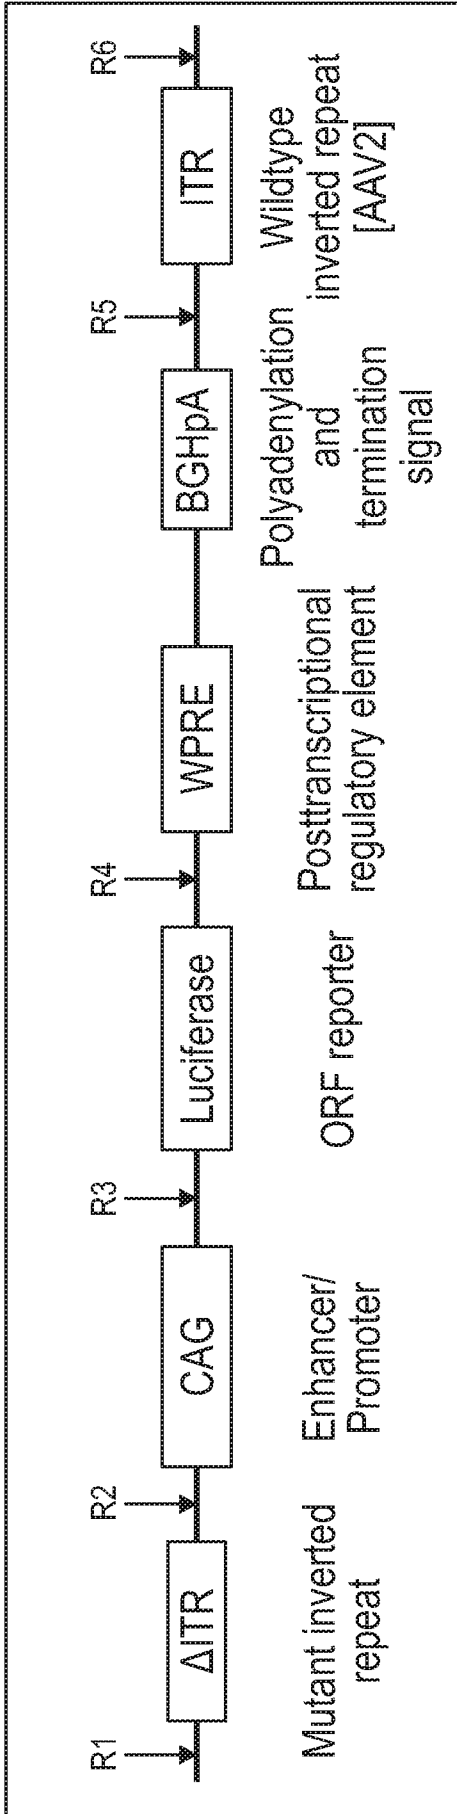 R1
R2
R3
R4
R5
R6
ΔITR
CAG
Luciferase
WPRE
BGHpA
ITR
Mutant inverted
repeat
Enhancer/
Promoter
ORF reporter
Posttranscriptional
regulatory element
Polyadenylation
and
termination
signal
Wildtype
inverted repeat
[AAV2]